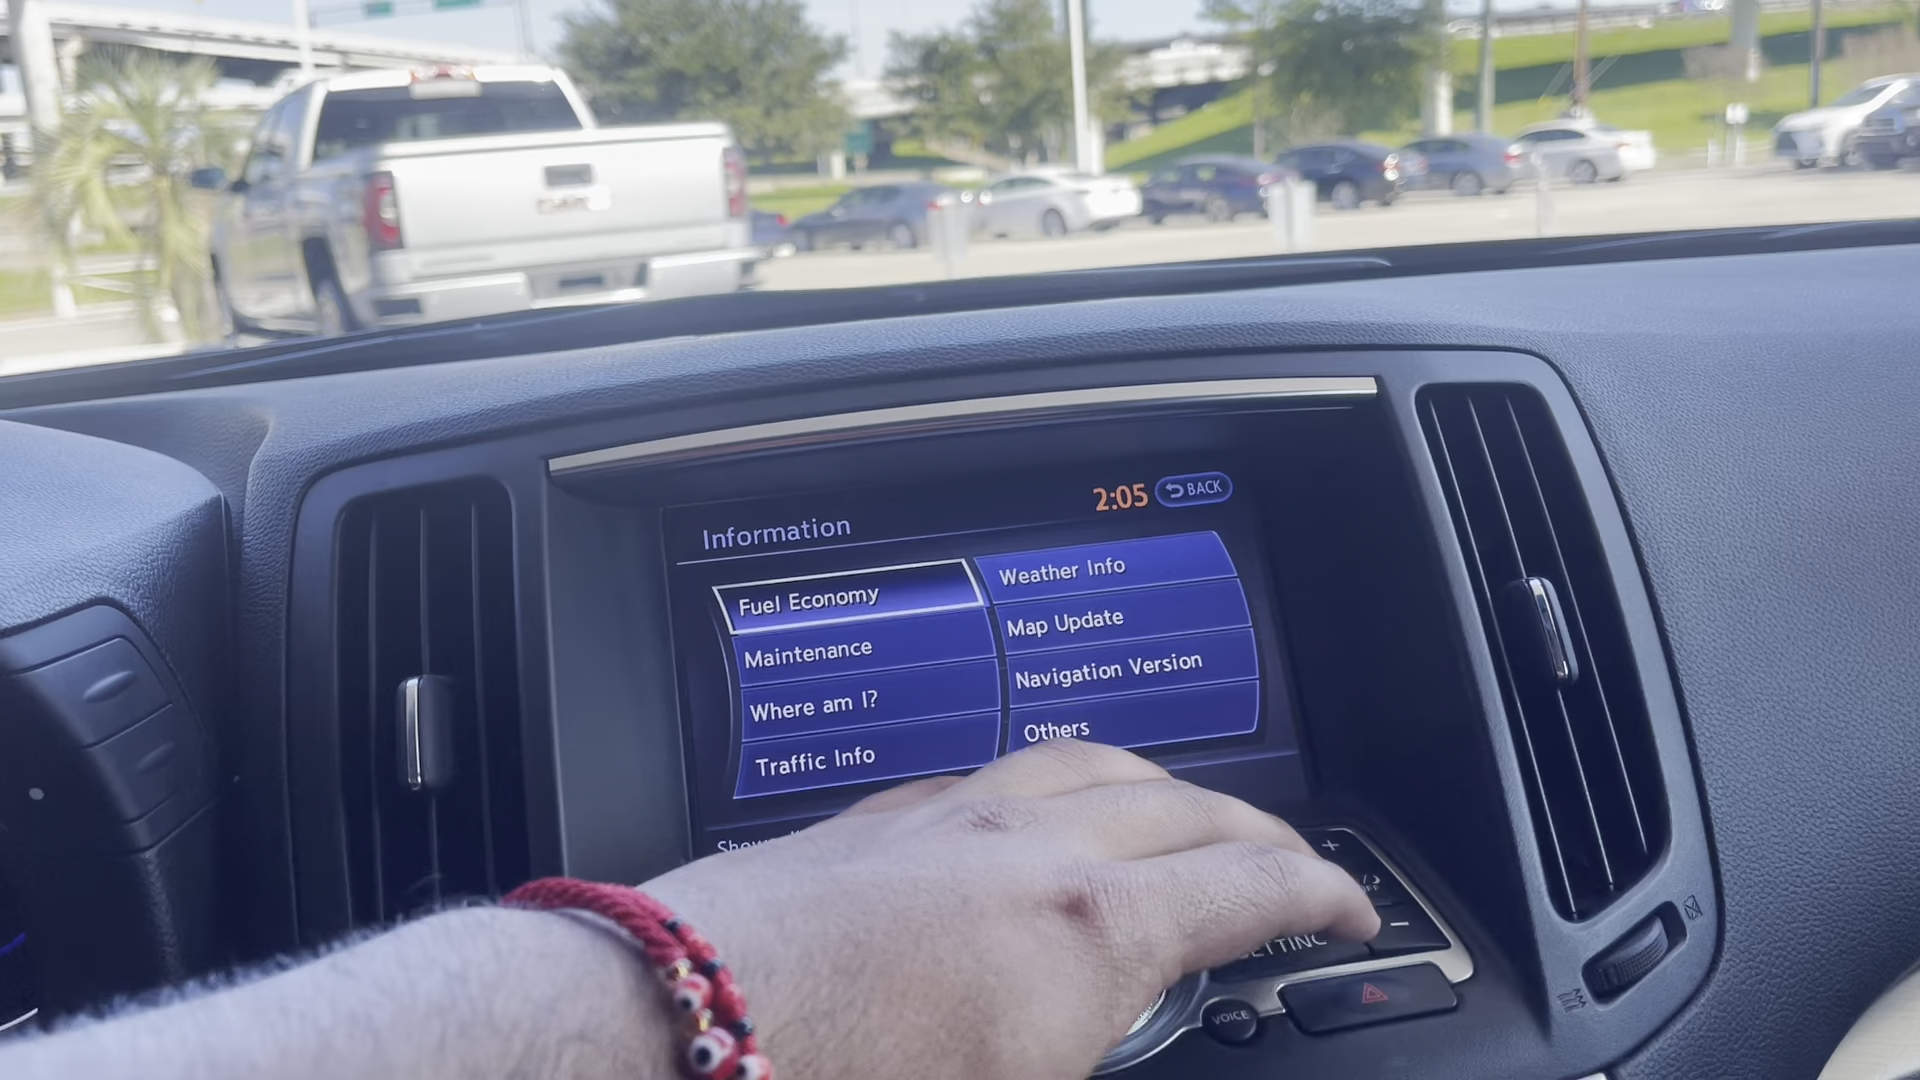 2:05 BACK
Information
Fuel Economy
Maintenance
Where am I?
Traffic Info
Weather Info
Map Update
Navigation Version
Others
+
OFF
-
VOICE